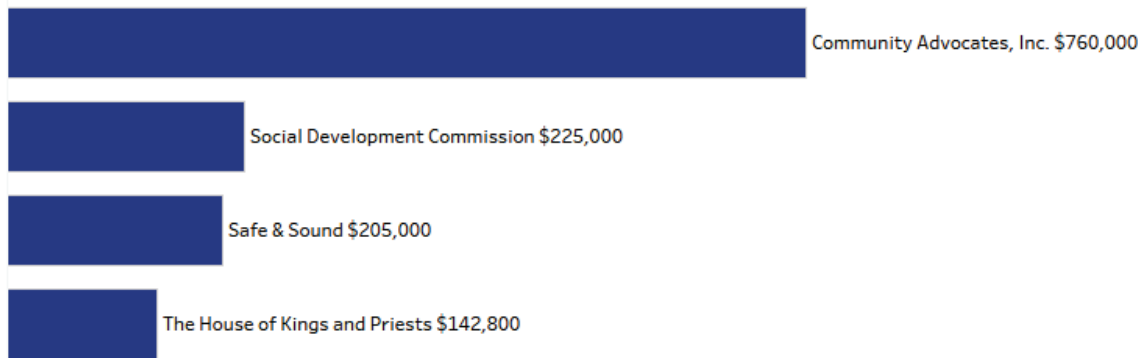 Community Advocates, Inc. $760,000
Social Development Commission $225,000
Safe & Sound $205,000
The House of Kings and Priests $142,800